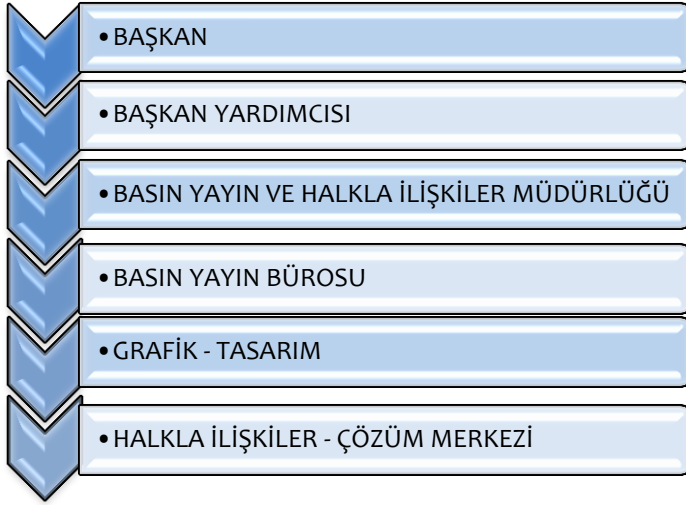 • BAŞKAN
• BAŞKAN YARDIMCISI
• BASIN YAYIN VE HALKLA İLİŞKİLER MÜDÜRLÜĞÜ
• BASIN YAYIN BÜROSU
• GRAFİK - TASARIM
• HALKLA İLİŞKİLER - ÇÖZÜM MERKEZİ